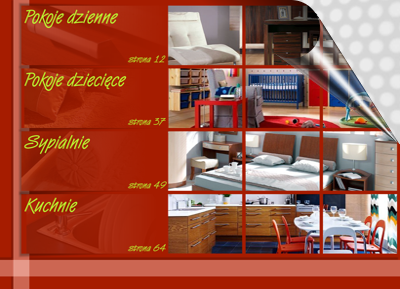 Pokoje dzienne
strona 12
Pokoje dziecięce
strona 37
Sypialnie
strona 49
Kuchnie
strona 64